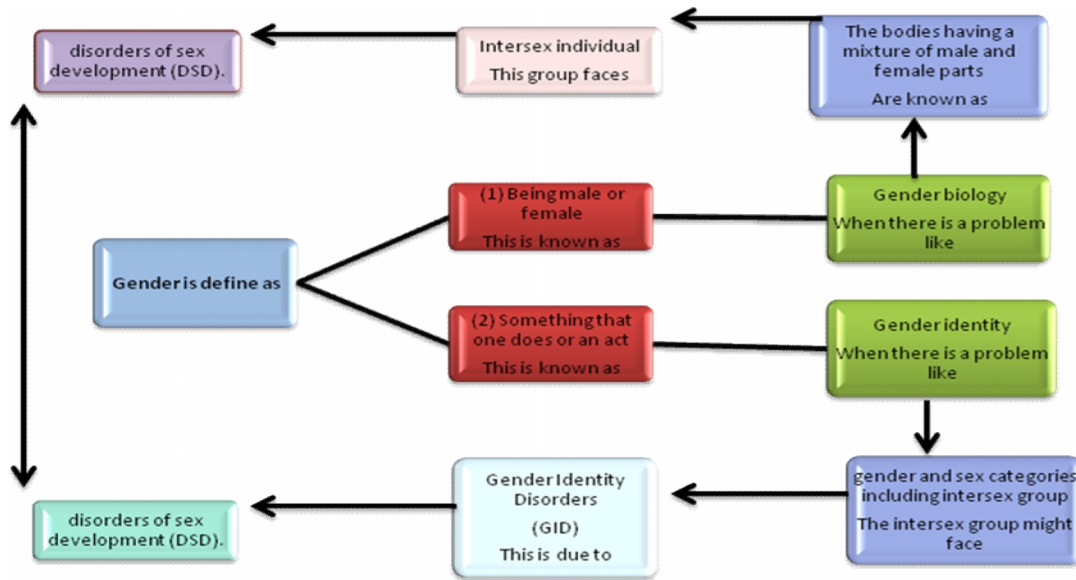 disorders of sex
development (DSD).
Intersex individual
This group faces
The bodies having a
mixture of male and
female parts
Are known as
(1) Being male or
female
This is known as
Gender biology
When there is a problem
like
Gender is define as
(2) Something that
one does or an act
This is known as
Gender identity
When there is a problem
like
disorders of sex
development (DSD).
Gender Identity
Disorders
(GID)
This is due to
gender and sex categories
including intersex group
The intersex group might
face